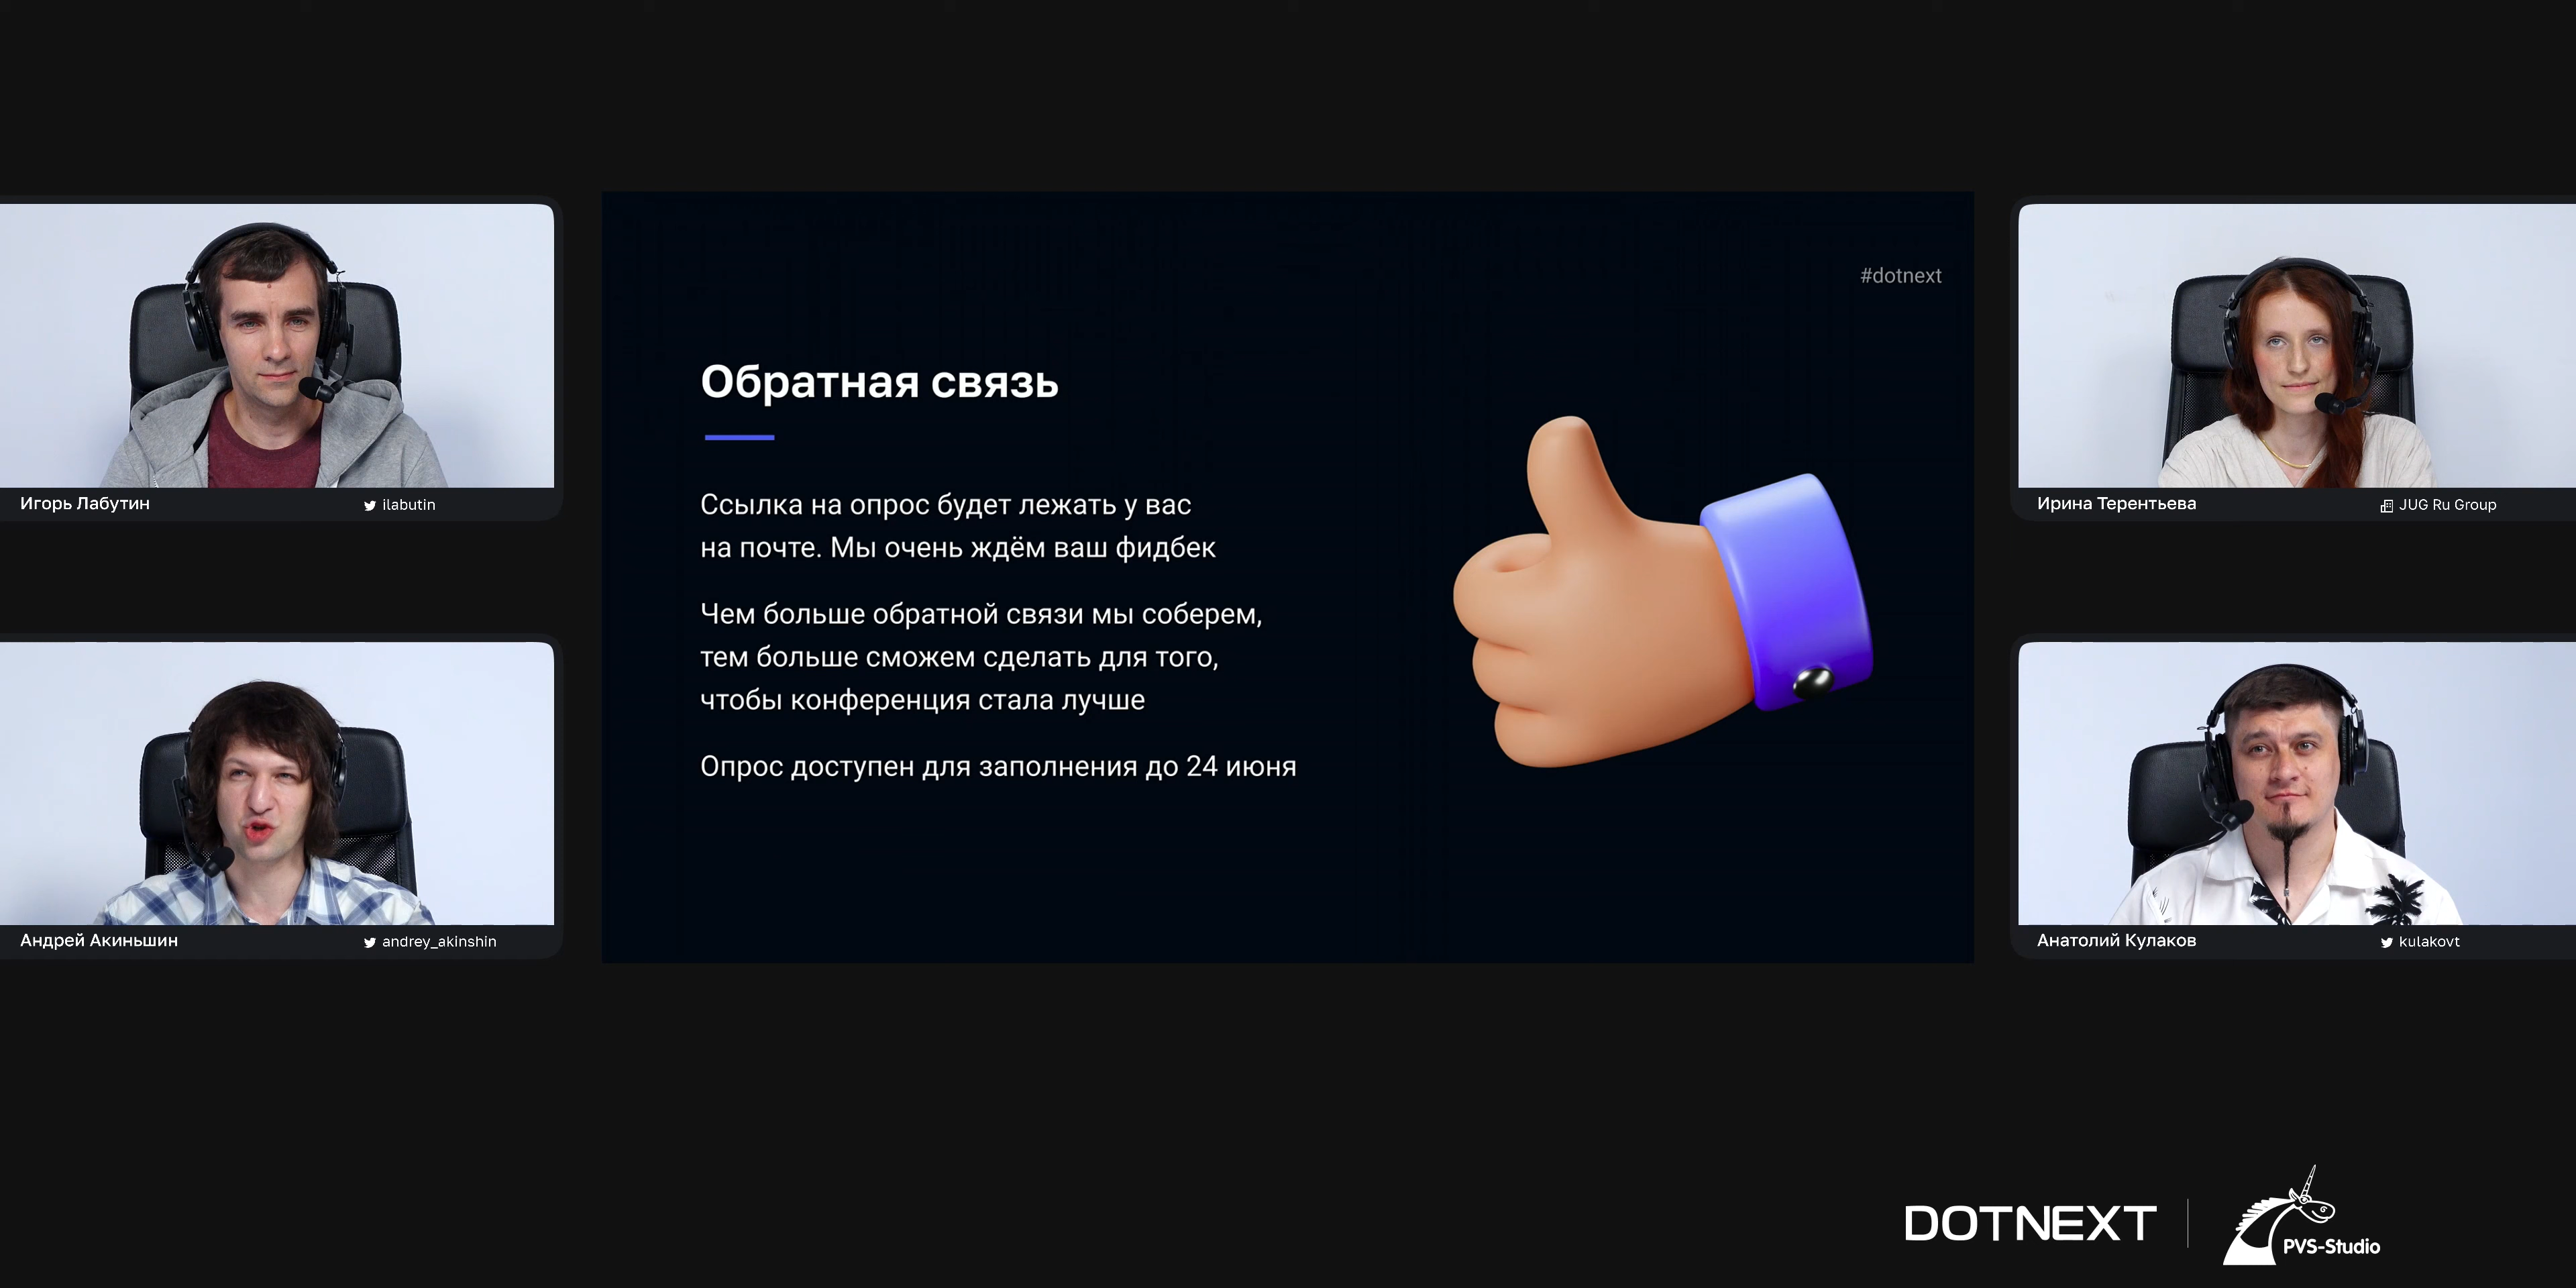 #dotnext
Обратная связь
Ссылка на опрос будет лежать у вас
на почте. Мы очень ждём ваш фидбек
Чем больше обратной связи мы соберем,
тем больше сможем сделать для того,
чтобы конференция стала лучше
Опрос доступен для заполнения до 24 июня
Игорь Лабутин
ilabutin
Ирина Терентьева
JUG Ru Group
Андрей Акиньшин
andrey_akinshin
Анатолий Кулаков
kulakovt
DOTNEXT
PVS-Studio